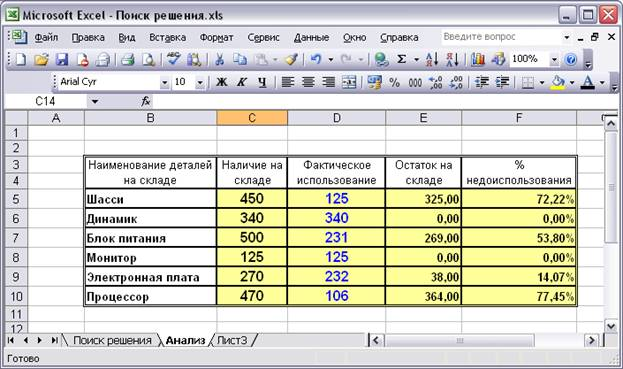 Microsoft Excel - Поиск решения.xls
Файл Правка Вид Вставка Формат Сервис Данные Окно Справка Введите вопрос
100%
Arial Cyr 10 Ж К Ч
C14 fx
A B C D E F
1
2
3 Наименование деталей Наличие на Фактическое Остаток на %
4 на складе складе использование складе недоиспользования
5 Шасси 450 125 325,00 72,22%
6 Динамик 340 340 0,00 0,00%
7 Блок питания 500 231 269,00 53,80%
8 Монитор 125 125 0,00 0,00%
9 Электронная плата 270 232 38,00 14,07%
10 Процессор 470 106 364,00 77,45%
11
12
Поиск решения Анализ Лист3
Готово